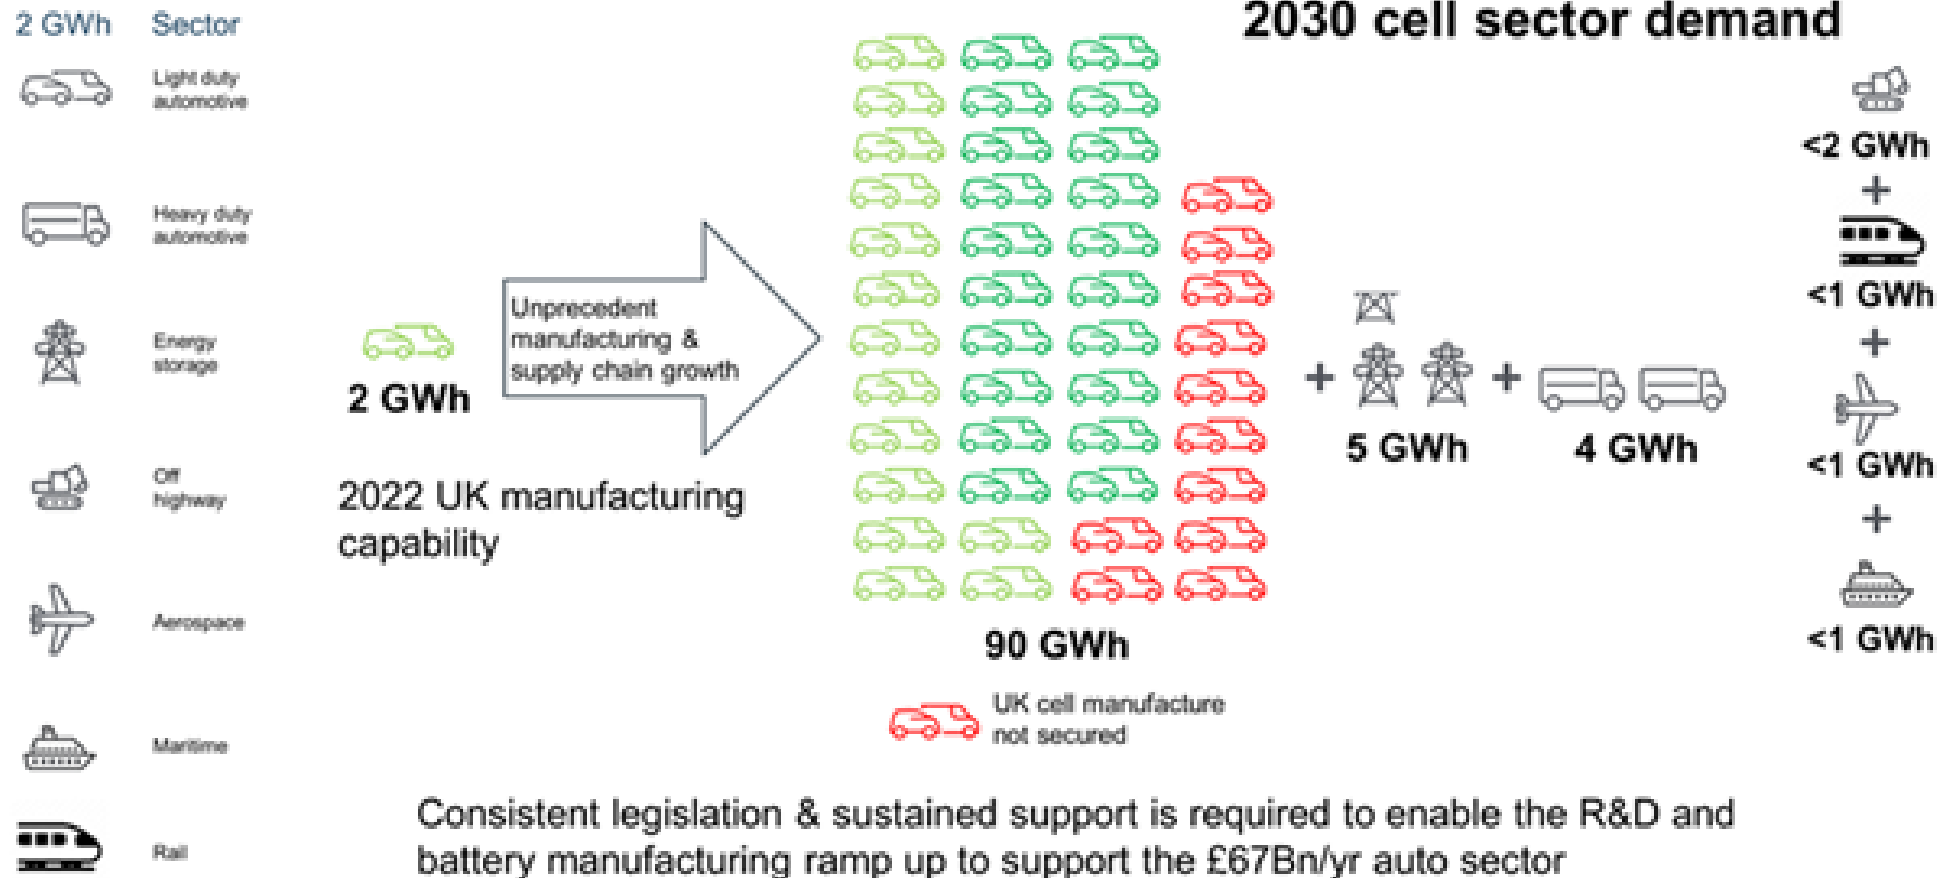 2 GWh Sector
Light duty
automotive
Heavy duty
automotive
Energy
storage
Off
highway
Aerospace
Maritime
Rail
2 GWh
2022 UK manufacturing
capability
Unprecedent
manufacturing &
supply chain growth
2030 cell sector demand
90 GWh
UK cell manufacture
not secured
+
5 GWh
+
4 GWh
<2 GWh
+
<1 GWh
+
<1 GWh
+
<1 GWh
Consistent legislation & sustained support is required to enable the R&D and
battery manufacturing ramp up to support the £67Bn/yr auto sector